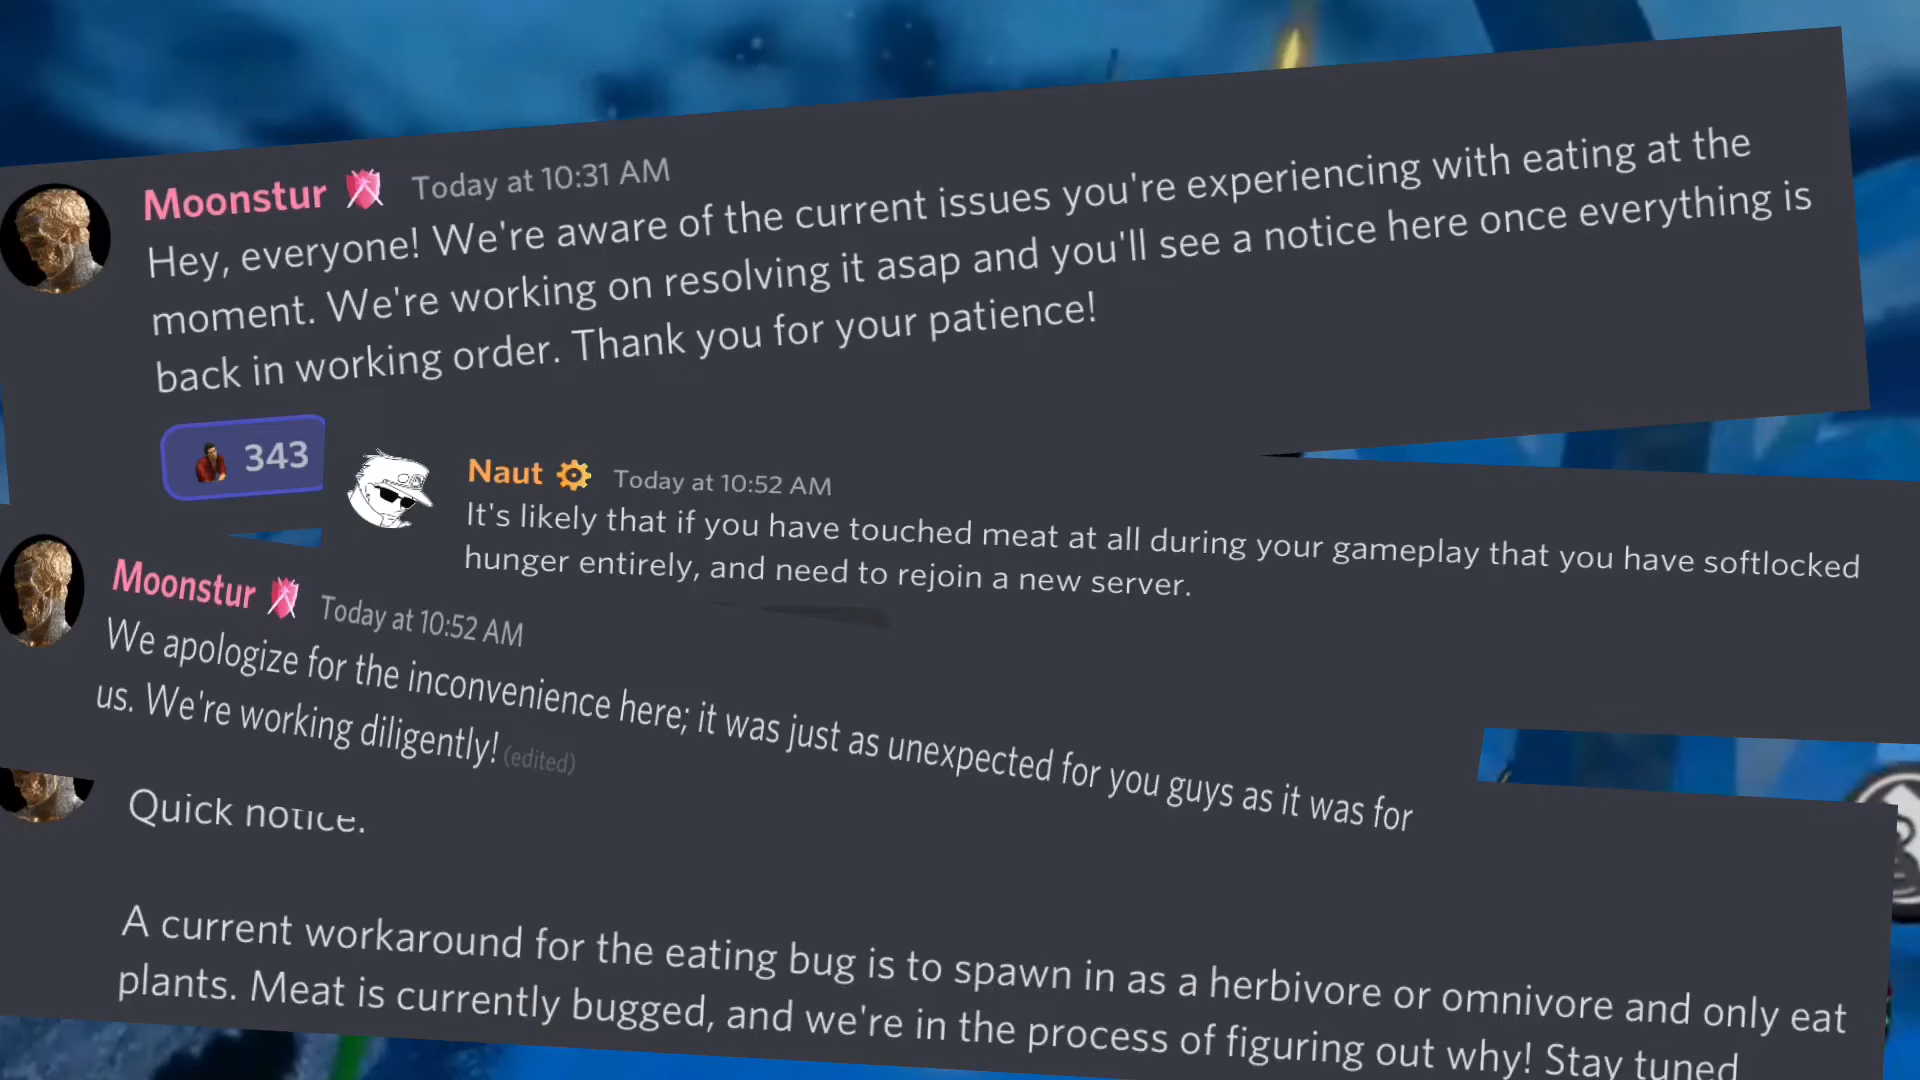 Moonstur Today at 10:31 AM
Hey, everyone! We're aware of the current issues you're experiencing with eating at the
moment. We're working on resolving it asap and you'll see a notice here once everything is
back in working order. Thank you for your patience!
343
Naut Today at 10:52 AM
It's likely that if you have touched meat at all during your gameplay that you have softlocked
hunger entirely, and need to rejoin a new server.
Moonstur Today at 10:52 AM
We apologize for the inconvenience here; it was just as unexpected for you guys as it was for
us. We're working diligently! (edited)
Quick notice.
A current workaround for the eating bug is to spawn in as a herbivore or omnivore and only eat
plants. Meat is currently bugged, and we're in the process of figuring out why! Stay tuned